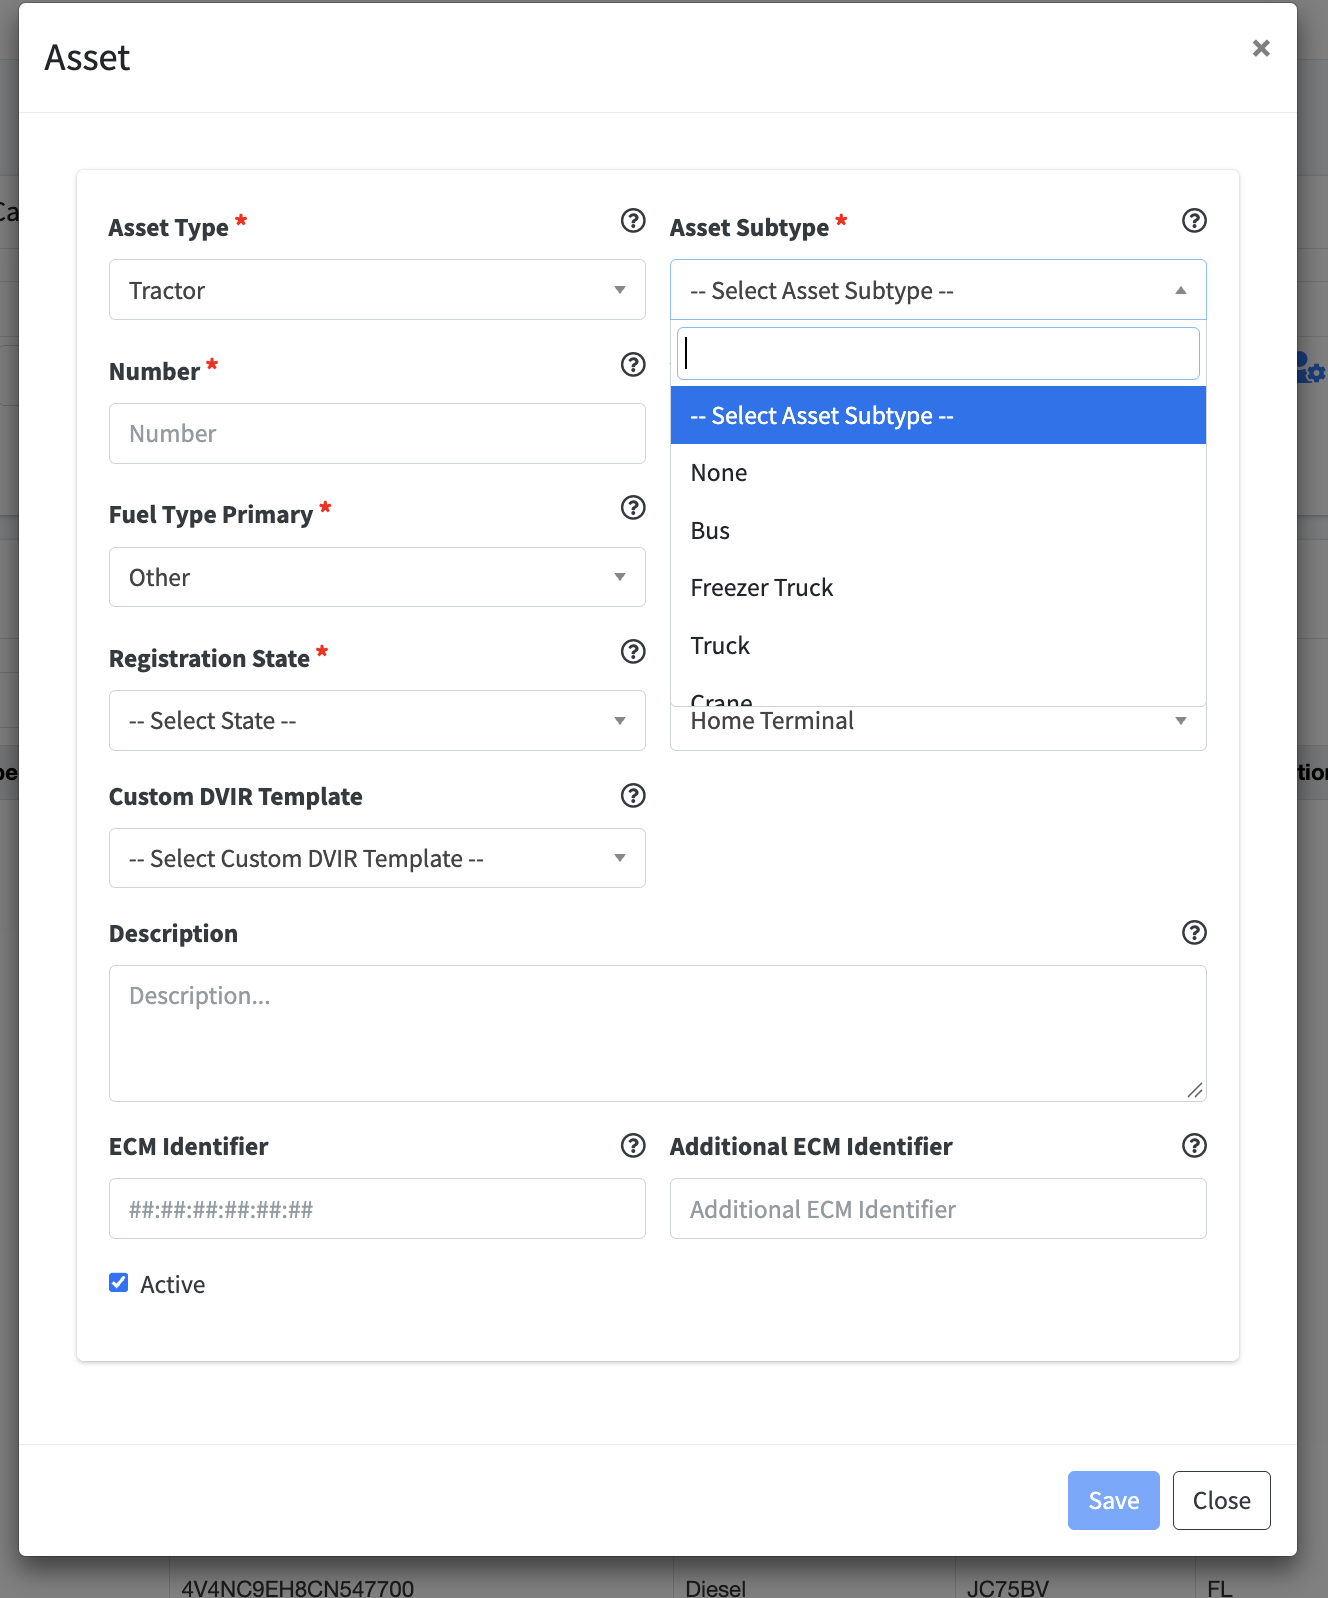 Asset
×
Asset Type *
Asset Subtype *
Tractor
-- Select Asset Subtype --
Number *
Number
-- Select Asset Subtype --
None
Fuel Type Primary *
Bus
Other
Freezer Truck
Registration State *
Truck
Crane
-- Select State --
Home Terminal
Custom DVIR Template
-- Select Custom DVIR Template --
Description
Description...
ECM Identifier
Additional ECM Identifier
##:##:##:##:##:##
Additional ECM Identifier
Active
Save
Close
4V4NC9EH8CN547700
Diesel
JC75BV
FL